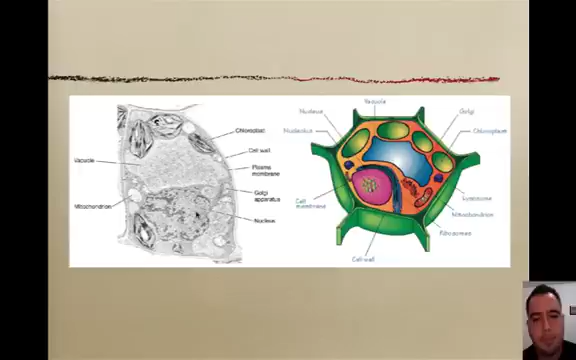 Chloroplast
Cell wall
Plasma
membrane
Golgi
apparatus
Nucleus
Vacuole
Mitochondrion
Vacuole
Nucleus
Nucleolus
Cell
membrane
Cell wall
Golgi
Chloroplast
Mitochondrion
Ribosomes